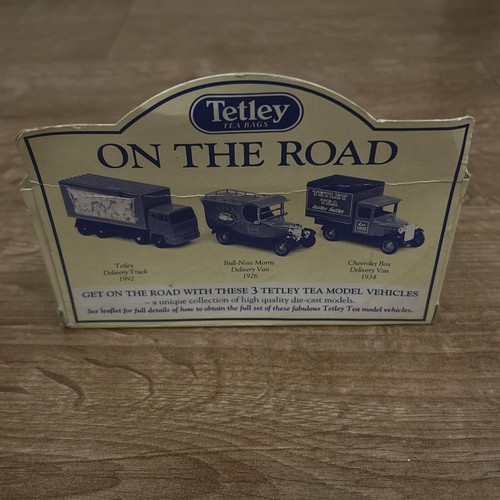 Tetley
TEA BAGS
ON THE ROAD
TETLEY
TEA
Tetley
Delivery Truck
1992
Bull-Nose Morris
Delivery Van
1926
Chevrolet Box
Delivery Van
1934
GET ON THE ROAD WITH THESE 3 TETLEY TEA MODEL VEHICLES
– a unique collection of high quality die-cast models.
See leaflet for full details of how to obtain the full set of these fabulous Tetley Tea model vehicles.